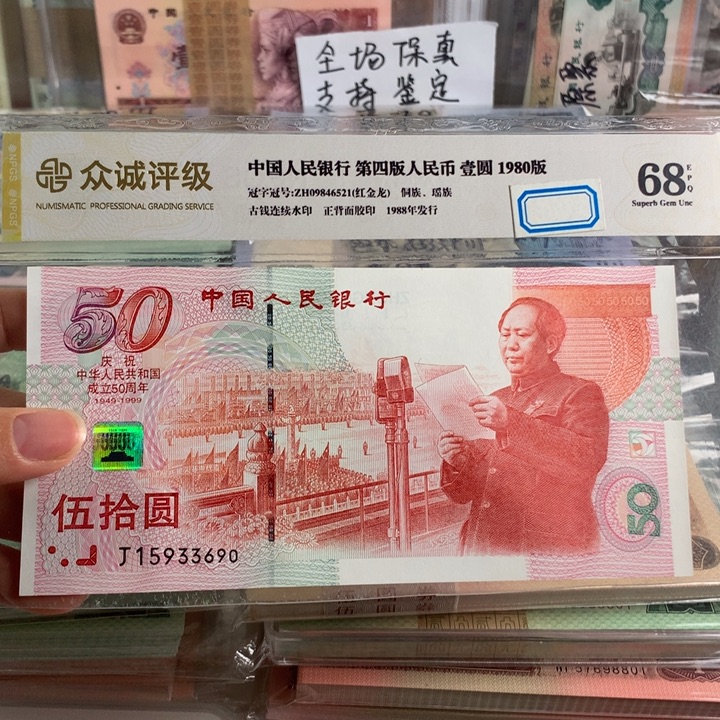 全场保真
支持 鉴定
NPGS NPGS
众诚评级
NUMISMATIC PROFESSIONAL GRADING SERVICE
中国人民银行 第四版人民币 壹圆 1980版
冠字冠号:ZH09846521(红金龙) 侗族、瑶族
古钱连续水印 正背面胶印 1988年发行
68 EPQ
Superb Gem Unc
50
中国人民银行
庆祝
中华人民共和国
成立50周年
1949-1999
伍拾圆
J15933690
50